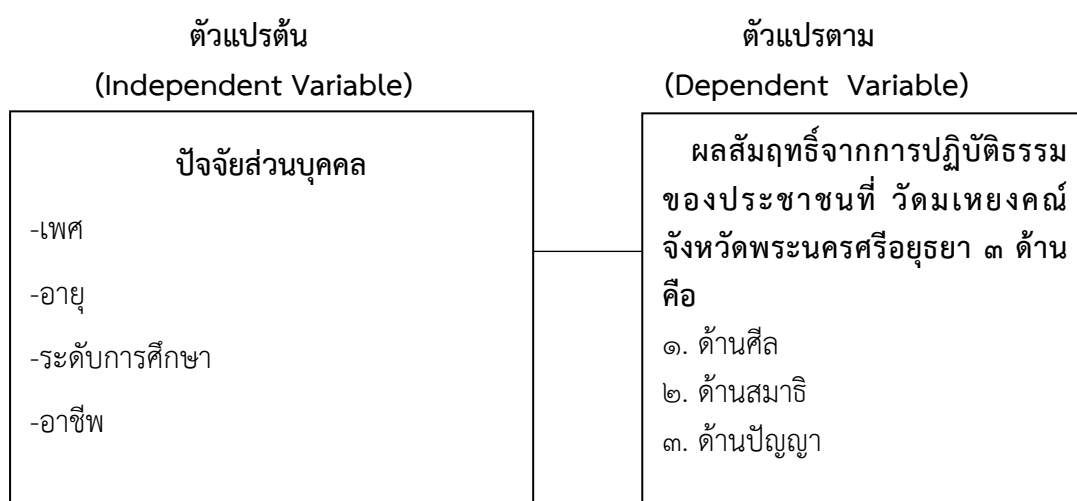 ตัวแปรต้น
(Independent Variable)
ปัจจัยส่วนบุคคล
-เพศ
-อายุ
-ระดับการศึกษา
-อาชีพ
ตัวแปรตาม
(Dependent Variable)
ผลสัมฤทธิ์จากการปฏิบัติธรรม
ของประชาชนที่ วัดมเหยงคณ์
จังหวัดพระนครศรีอยุธยา ๓ ด้าน
คือ
๑. ด้านศีล
๒. ด้านสมาธิ
๓. ด้านปัญญา